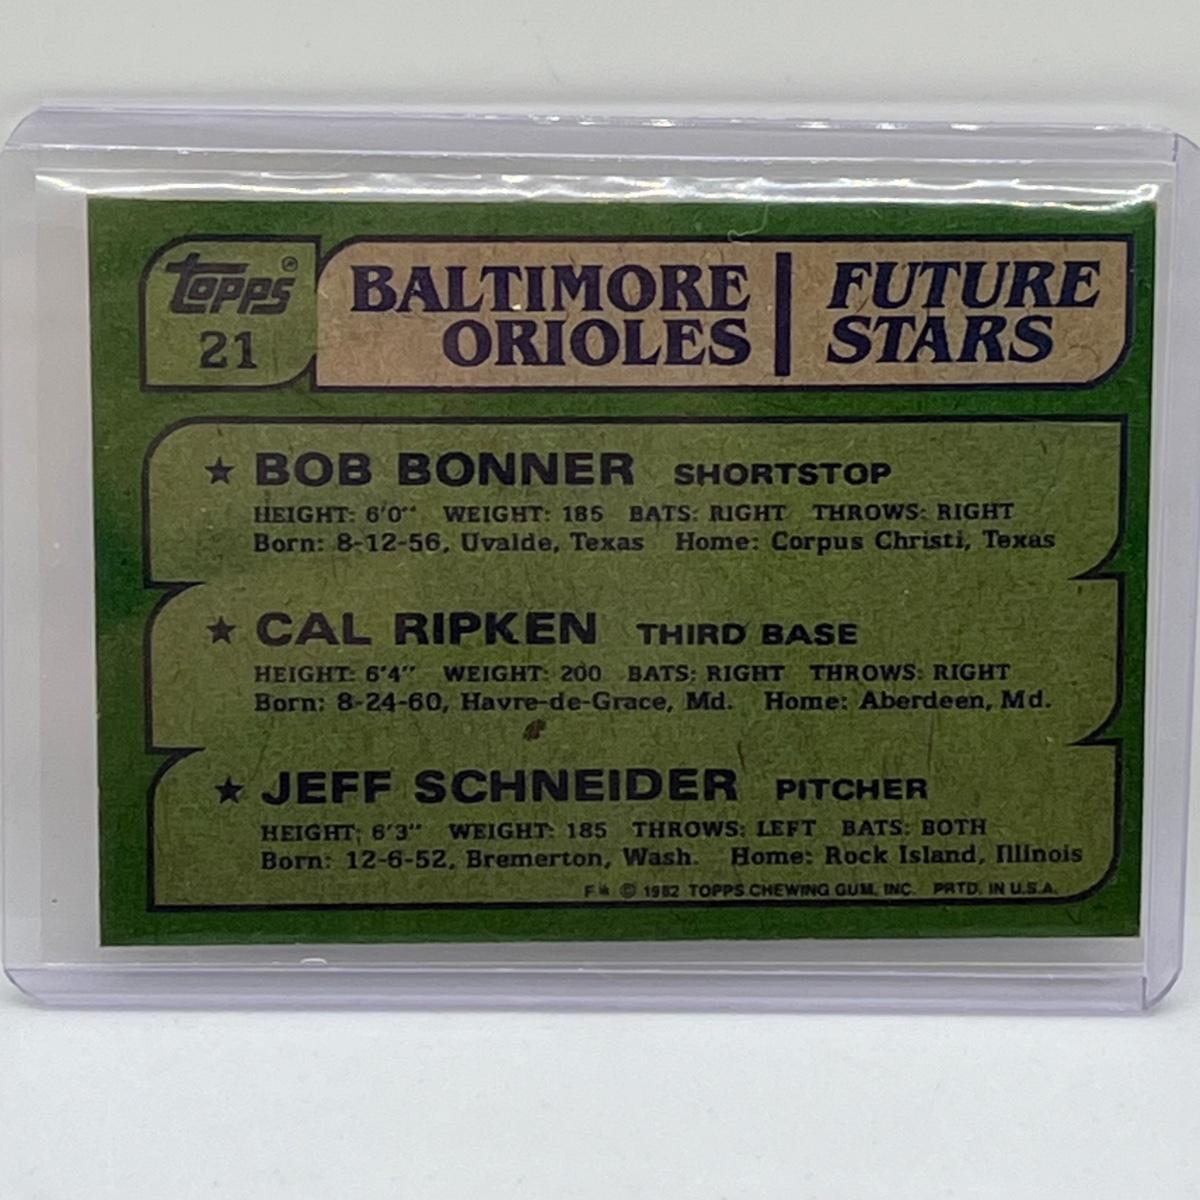 topps®
21
BALTIMORE
ORIOLES
FUTURE
STARS
★ BOB BONNER SHORTSTOP
HEIGHT: 6'0" WEIGHT: 185 BATS: RIGHT THROWS: RIGHT
Born: 8-12-56, Uvalde, Texas Home: Corpus Christi, Texas
★ CAL RIPKEN THIRD BASE
HEIGHT: 6'4" WEIGHT: 200 BATS: RIGHT THROWS: RIGHT
Born: 8-24-60, Havre-de-Grace, Md. Home: Aberdeen, Md.
★ JEFF SCHNEIDER PITCHER
HEIGHT: 6'3" WEIGHT: 185 THROWS: LEFT BATS: BOTH
Born: 12-6-52, Bremerton, Wash. Home: Rock Island, Illinois
F* © 1982 TOPPS CHEWING GUM, INC. PRTD. IN U.S.A.